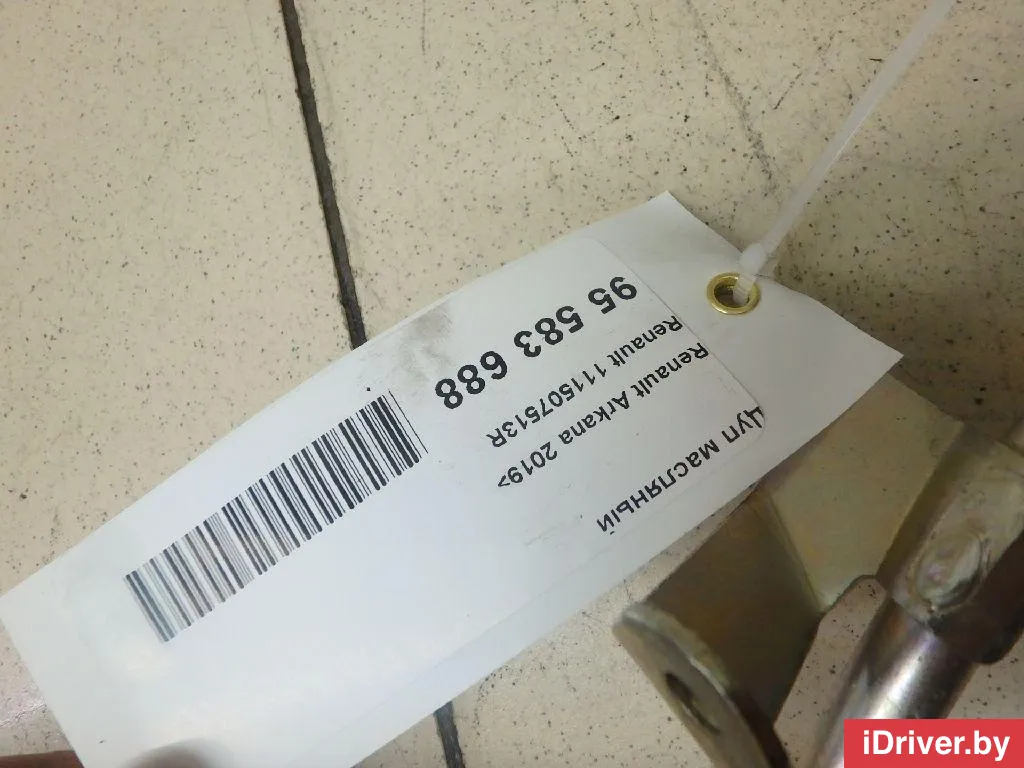 Щуп масляный
Renault Arkana 2019>
Renault 111507513R
95 583 688
iDriver.by